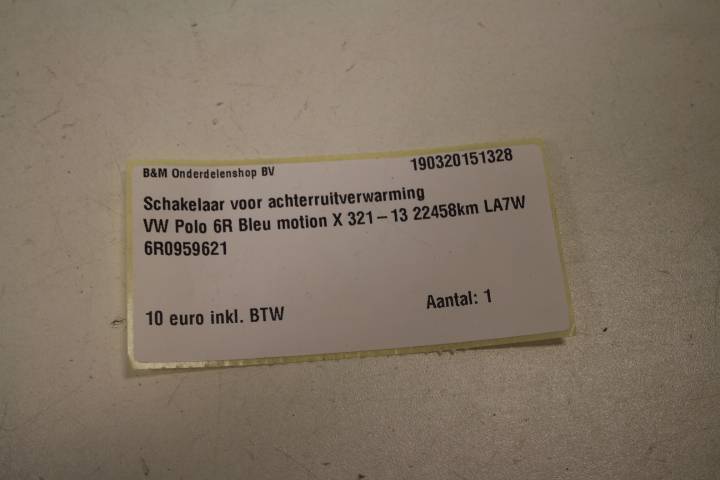 B&M Onderdelenshop BV 190320151328
Schakelaar voor achterruitverwarming
VW Polo 6R Bleu motion X 321 – 13 22458km LA7W
6R0959621
10 euro inkl. BTW Aantal: 1